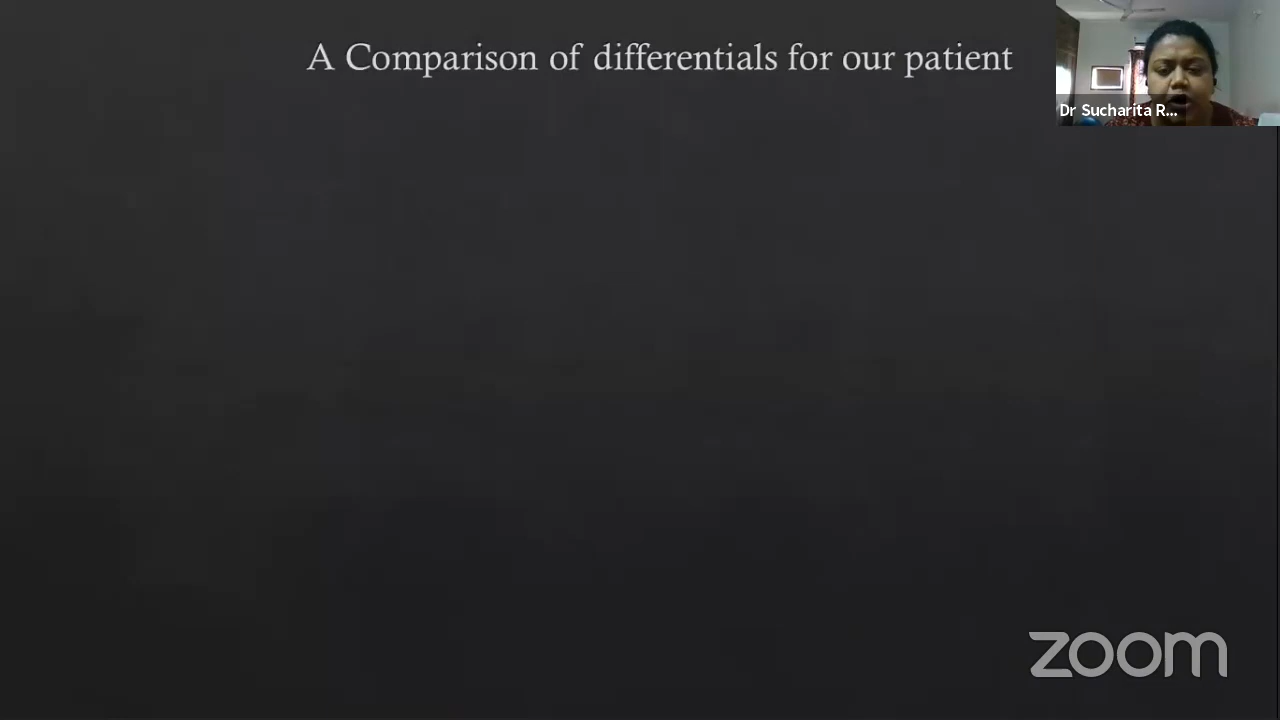 A Comparison of differentials for our patient
Dr Sucharita R...
zoom